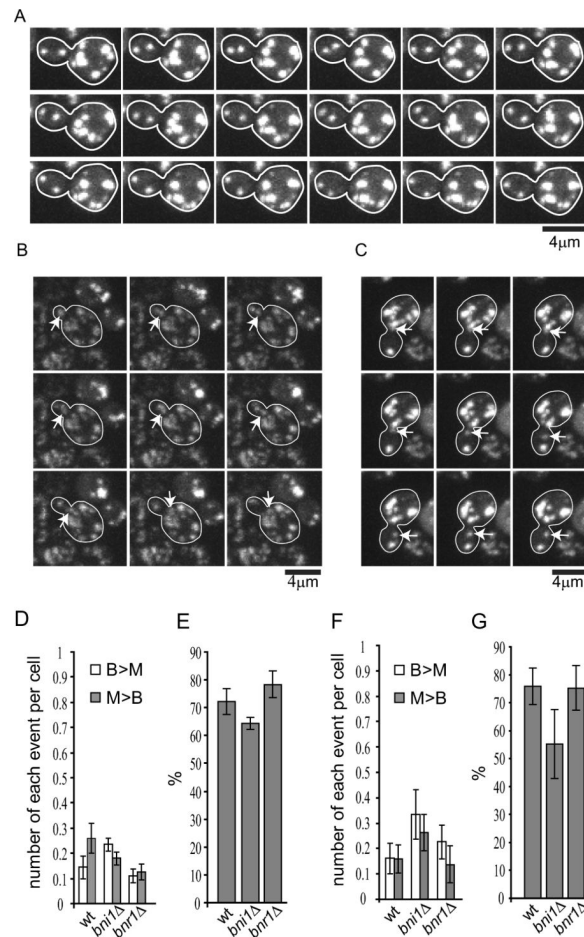 A
4μm
B
C
4μm
4μm
D
E
F
G
number of each event per cell
1
0.9
0.8
0.7
0.6
0.5
0.4
0.3
0.2
0.1
0
B>M
M>B
wt
bni1Δ
bnr1Δ
%
90
80
70
60
50
40
30
20
10
0
wt
bni1Δ
bnr1Δ
number of each event per cell
1
0.9
0.8
0.7
0.6
0.5
0.4
0.3
0.2
0.1
0
B>M
M>B
wt
bni1Δ
bnr1Δ
%
90
80
70
60
50
40
30
20
10
0
wt
bni1Δ
bnr1Δ